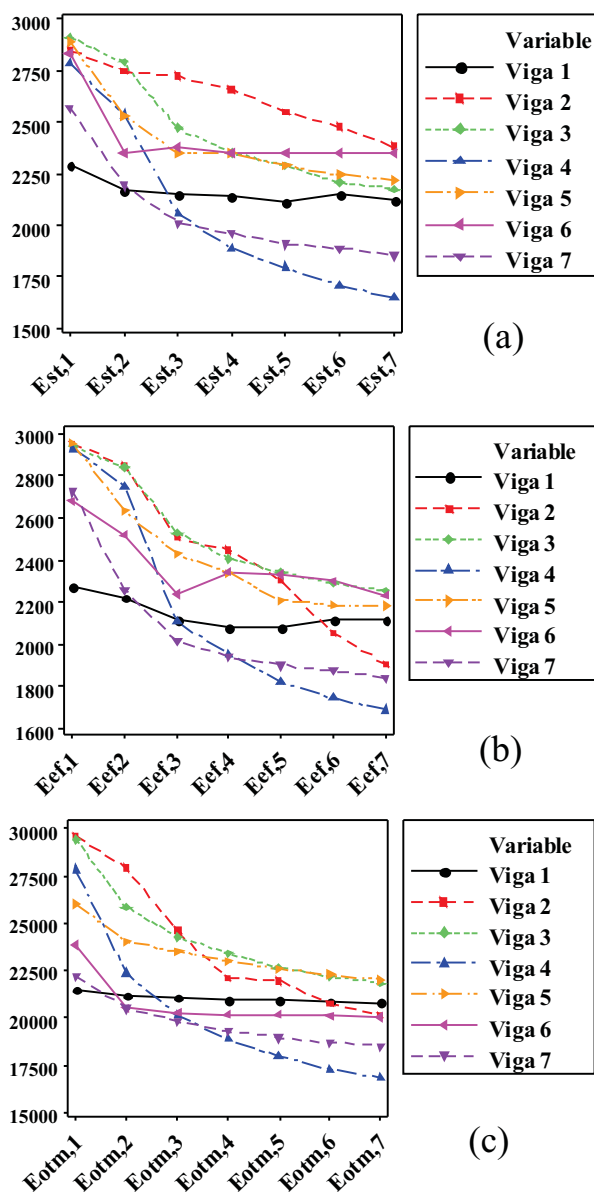 3000
2750
2500
2250
2000
1750
1500
Est,1
Est,2
Est,3
Est,4
Est,5
Est,6
Est,7
Variable
Viga 1
Viga 2
Viga 3
Viga 4
Viga 5
Viga 6
Viga 7
(a)
3000
2800
2600
2400
2200
2000
1800
1600
Eef,1
Eef,2
Eef,3
Eef,4
Eef,5
Eef,6
Eef,7
Variable
Viga 1
Viga 2
Viga 3
Viga 4
Viga 5
Viga 6
Viga 7
(b)
30000
27500
25000
22500
20000
17500
15000
Eotm,1
Eotm,2
Eotm,3
Eotm,4
Eotm,5
Eotm,6
Eotm,7
Variable
Viga 1
Viga 2
Viga 3
Viga 4
Viga 5
Viga 6
Viga 7
(c)